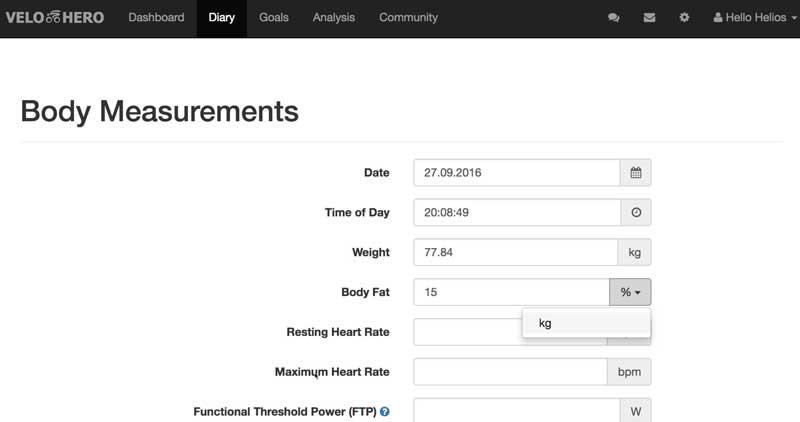 VELO HERO Dashboard Diary Goals Analysis Community Hello Helios
Body Measurements
Date 27.09.2016
Time of Day 20:08:49
Weight 77.84 kg
Body Fat 15 %
kg
Resting Heart Rate
Maximum Heart Rate bpm
Functional Threshold Power (FTP) ? W